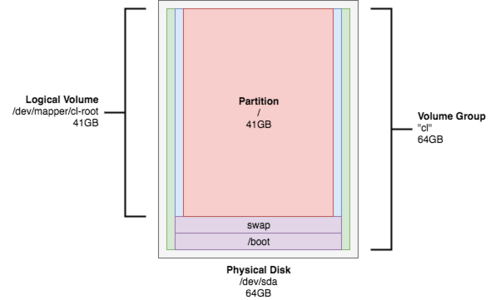 Logical Volume
/dev/mapper/cl-root
41GB
Partition
/
41GB
Volume Group
"cl"
64GB
swap
/boot
Physical Disk
/dev/sda
64GB